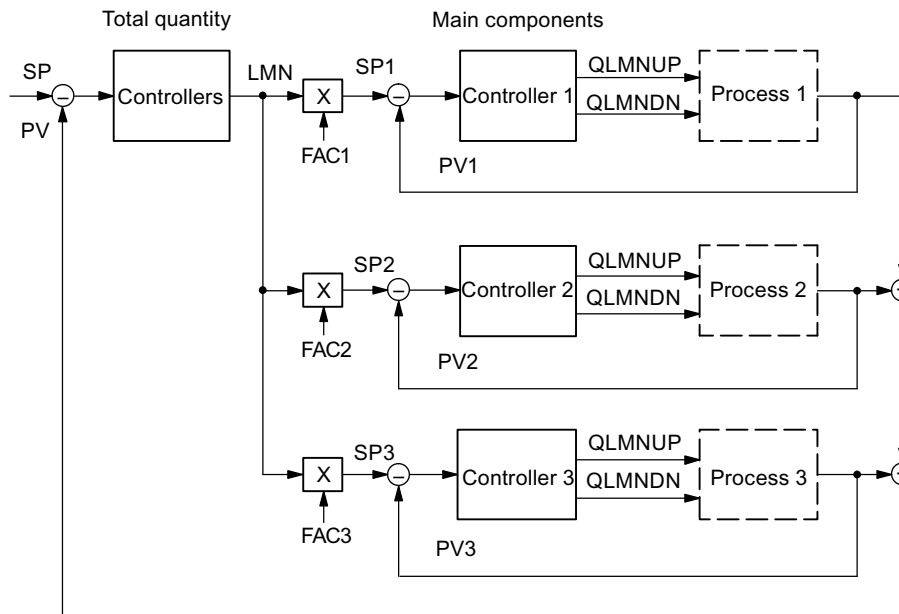 Total quantity
Main components
SP
PV
Controllers
LMN
X
FAC1
SP1
−
Controller 1
QLMNUP
QLMNDN
Process 1
PV1
X
FAC2
SP2
−
Controller 2
QLMNUP
QLMNDN
Process 2
PV2
X
FAC3
SP3
−
Controller 3
QLMNUP
QLMNDN
Process 3
PV3